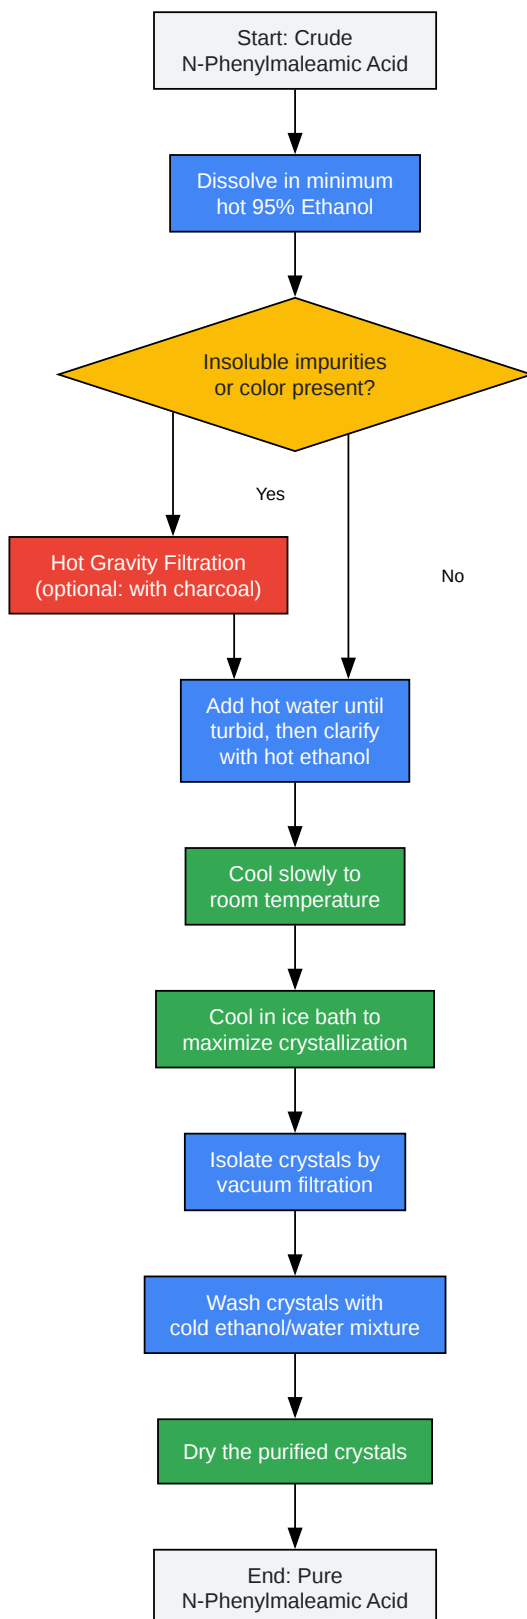 Start: Crude
N-Phenylmaleamic Acid
Dissolve in minimum
hot 95% Ethanol
Insoluble impurities
or color present?
Yes
Hot Gravity Filtration
(optional: with charcoal)
No
Add hot water until
turbid, then clarify
with hot ethanol
Cool slowly to
room temperature
Cool in ice bath to
maximize crystallization
Isolate crystals by
vacuum filtration
Wash crystals with
cold ethanol/water mixture
Dry the purified crystals
End: Pure
N-Phenylmaleamic Acid